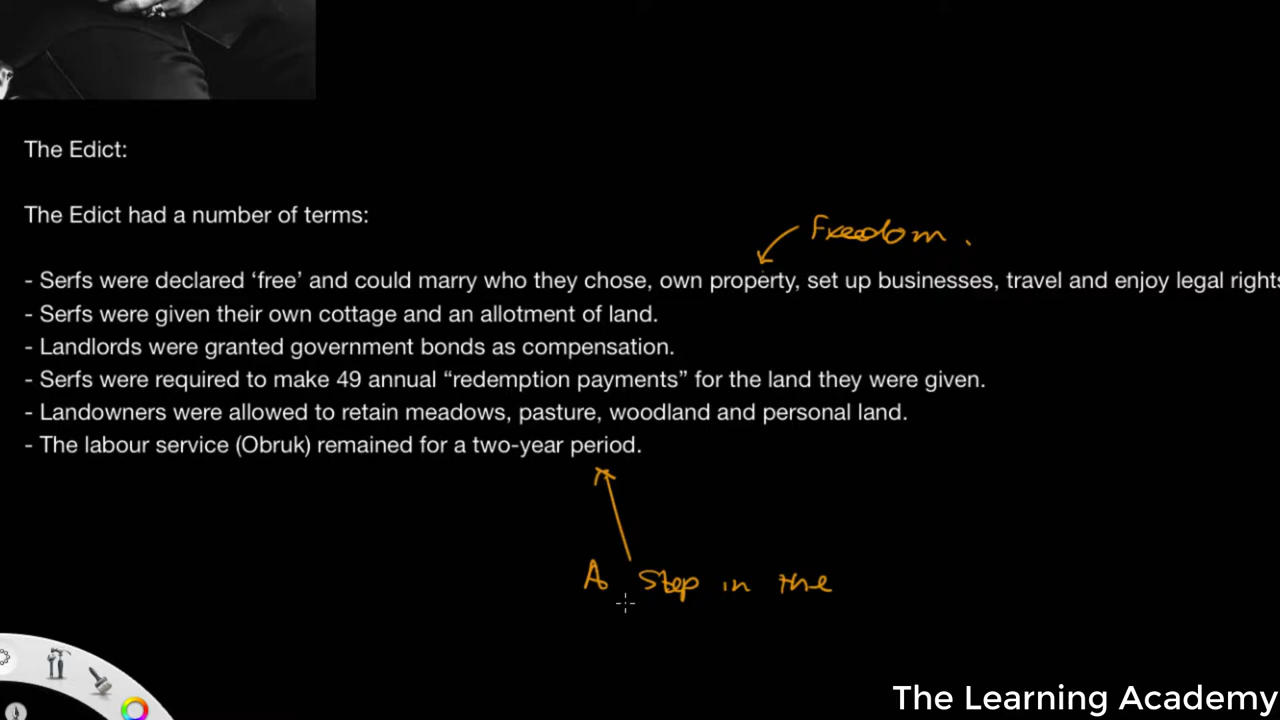 The Edict:
The Edict had a number of terms:
Freedom.
- Serfs were declared ‘free’ and could marry who they chose, own property, set up businesses, travel and enjoy legal rights
- Serfs were given their own cottage and an allotment of land.
- Landlords were granted government bonds as compensation.
- Serfs were required to make 49 annual “redemption payments” for the land they were given.
- Landowners were allowed to retain meadows, pasture, woodland and personal land.
- The labour service (Obruk) remained for a two-year period.
A Step in the
The Learning Academy